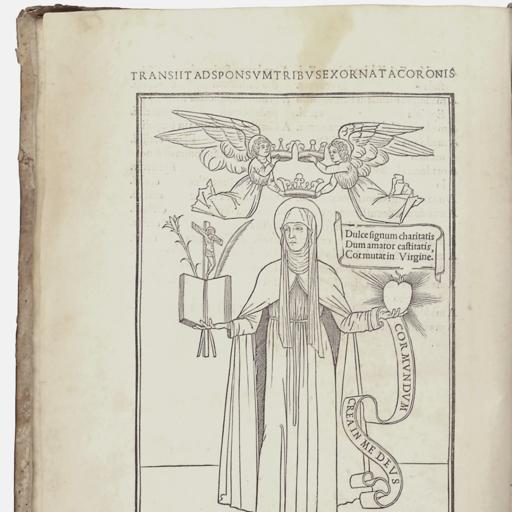 TRANSIIT AD SPONSVM TRIBVS EXORNATA CORONIS
Dulce signum charitatis
Dum amator castitatis,
Cor mutat in Virgine.
COR MVNDVM
CREA IN ME DEVS